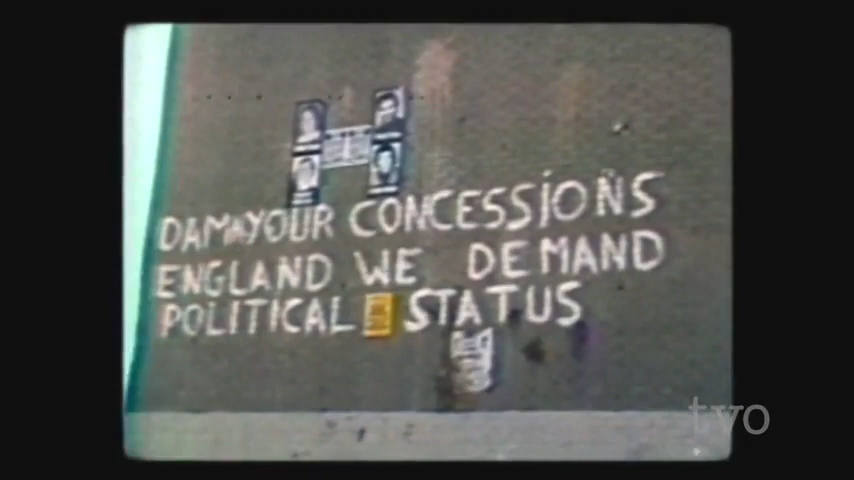 DAMNYOUR CONCESSIONS
ENGLAND WE DEMAND
POLITICAL STATUS
tvo